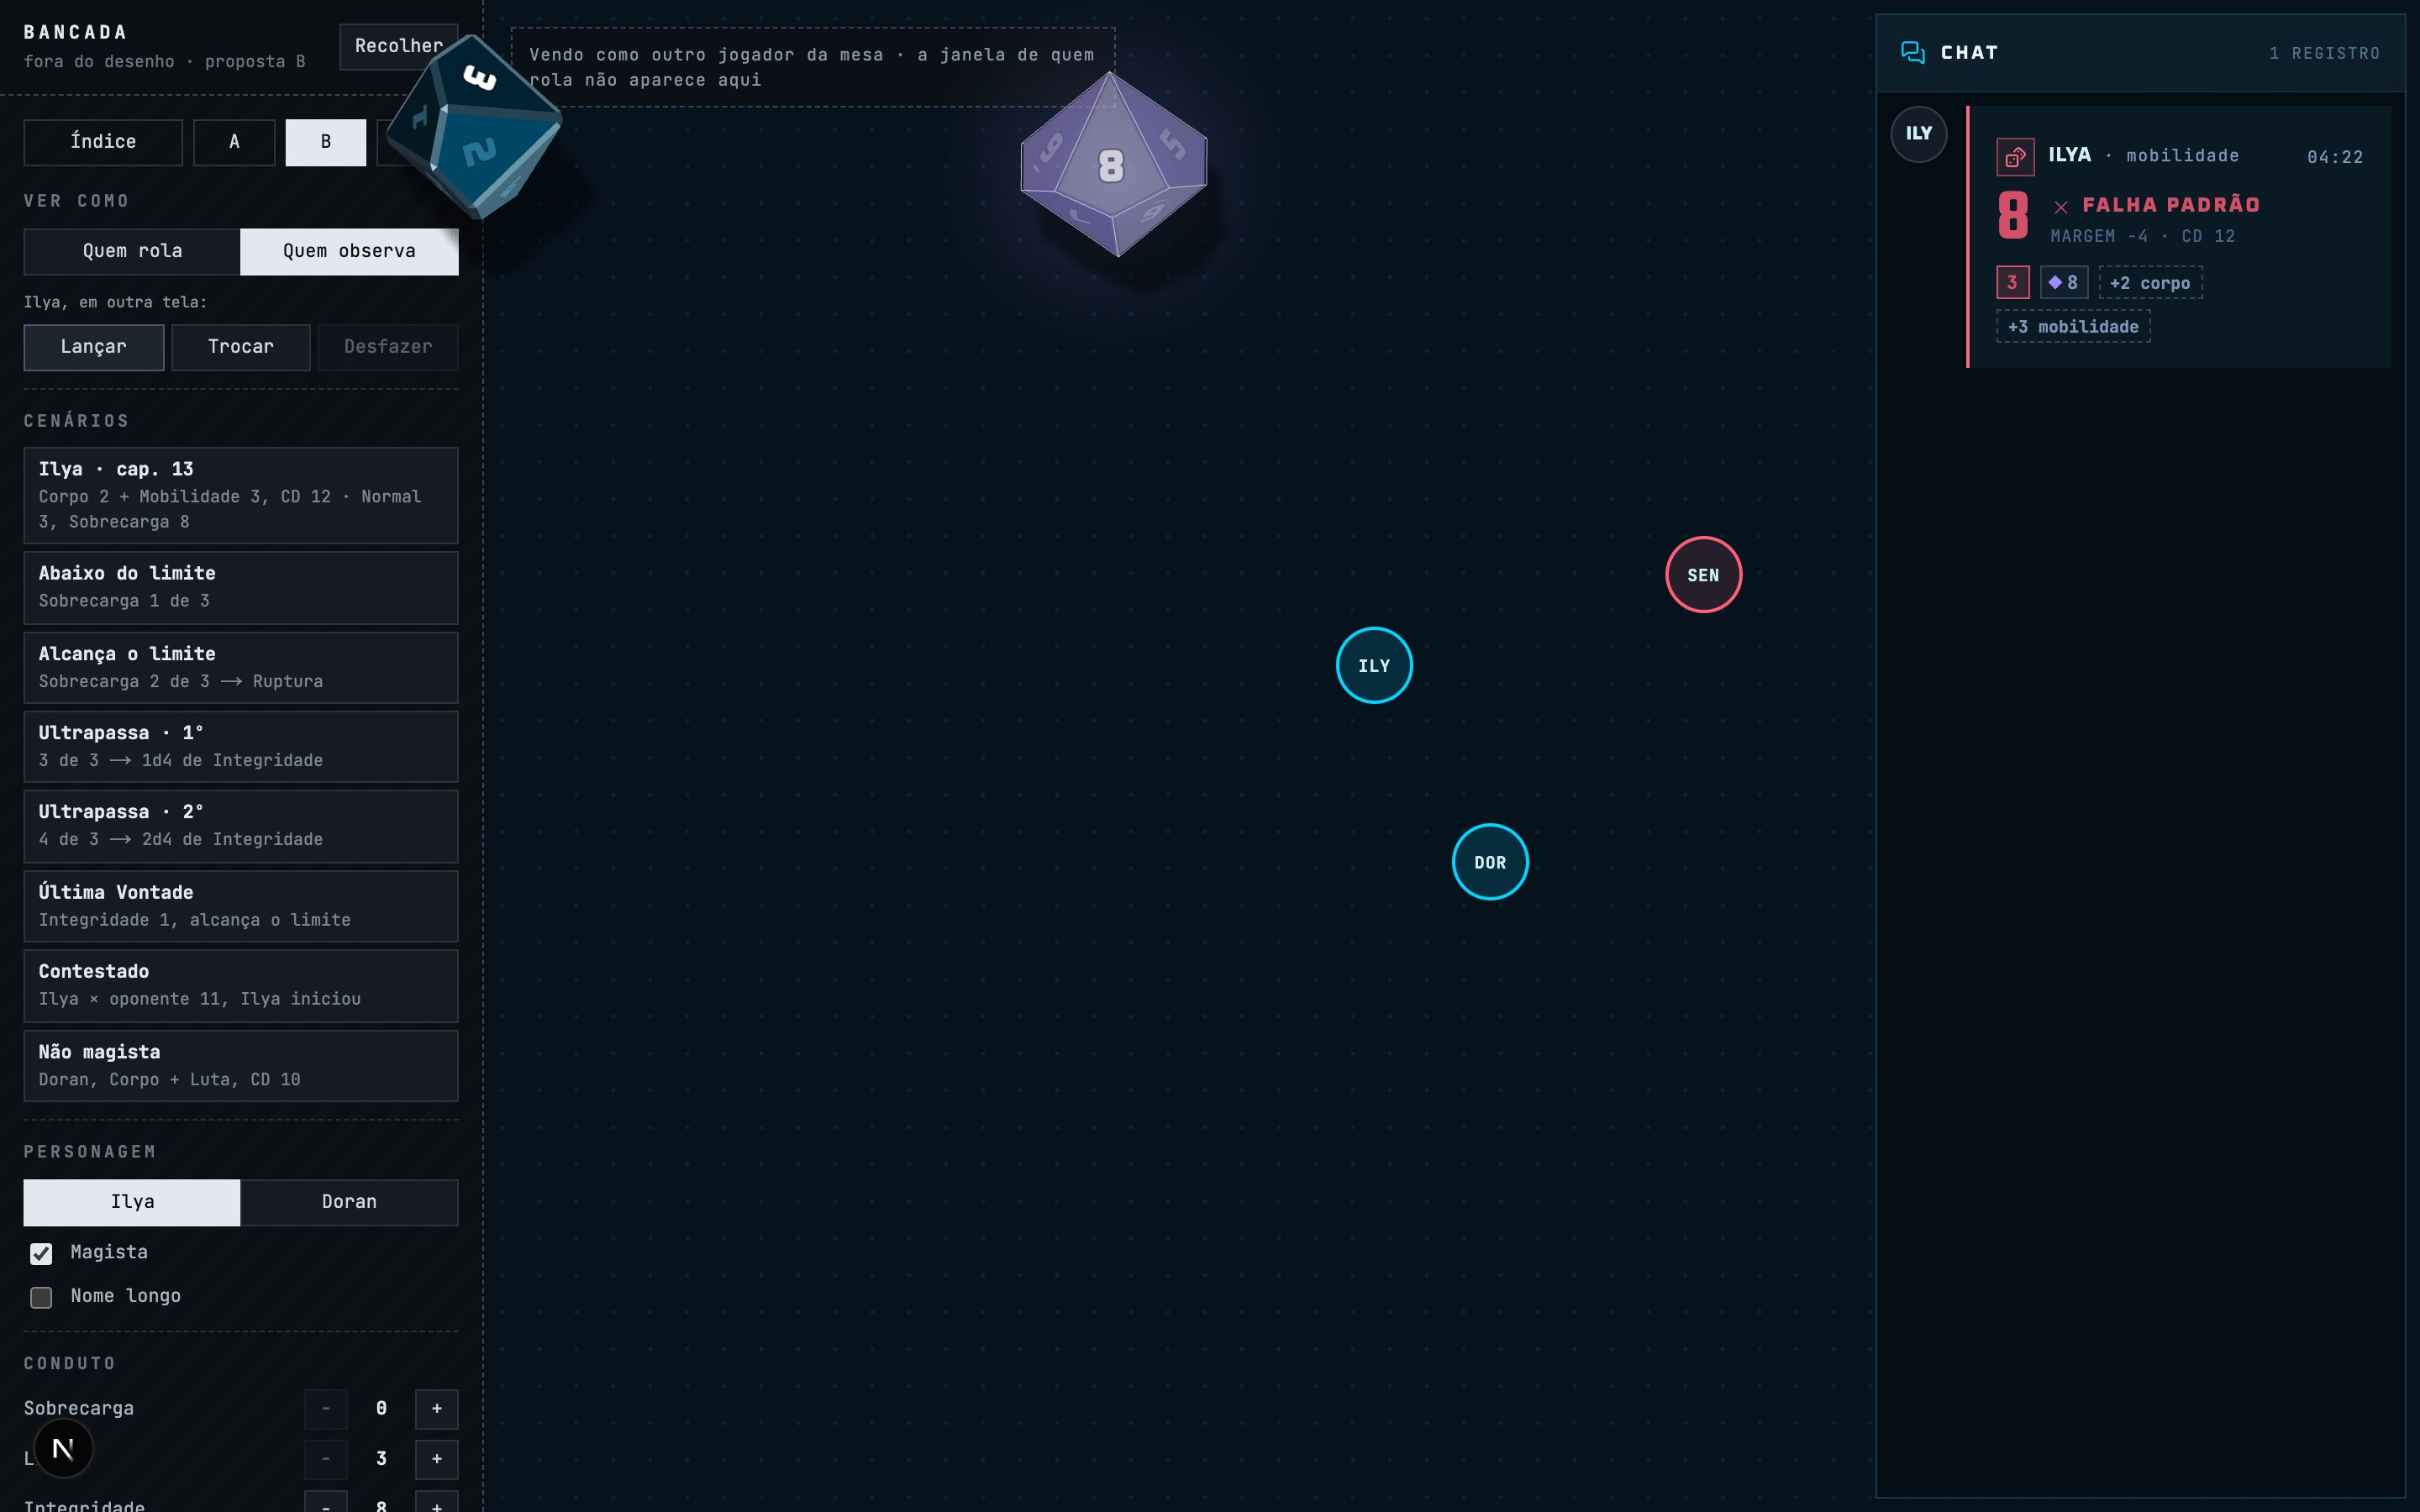 BANCADA
fora do desenho · proposta B
Recolher
Índice
A
B
VER COMO
Quem rola
Quem observa
Ilya, em outra tela:
Lançar
Trocar
Desfazer
CENÁRIOS
Ilya · cap. 13
Corpo 2 + Mobilidade 3, CD 12 · Normal
3, Sobrecarga 8
Abaixo do limite
Sobrecarga 1 de 3
Alcança o limite
Sobrecarga 2 de 3 → Ruptura
Ultrapassa · 1°
3 de 3 → 1d4 de Integridade
Ultrapassa · 2°
4 de 3 → 2d4 de Integridade
Última Vontade
Integridade 1, alcança o limite
Contestado
Ilya × oponente 11, Ilya iniciou
Não magista
Doran, Corpo + Luta, CD 10
PERSONAGEM
Ilya
Doran
Magista
Nome longo
CONDUTO
Sobrecarga
- 0 +
L
- 3 +
Integridade
- 8 +
N
3
1
2
Vendo como outro jogador da mesa · a janela de quem
rola não aparece aqui
8
5
SEN
ILY
DOR
CHAT
1 REGISTRO
ILY
ILYA · mobilidade
04:22
8
× FALHA PADRÃO
MARGEM -4 · CD 12
3
◆8
+2 corpo
+3 mobilidade